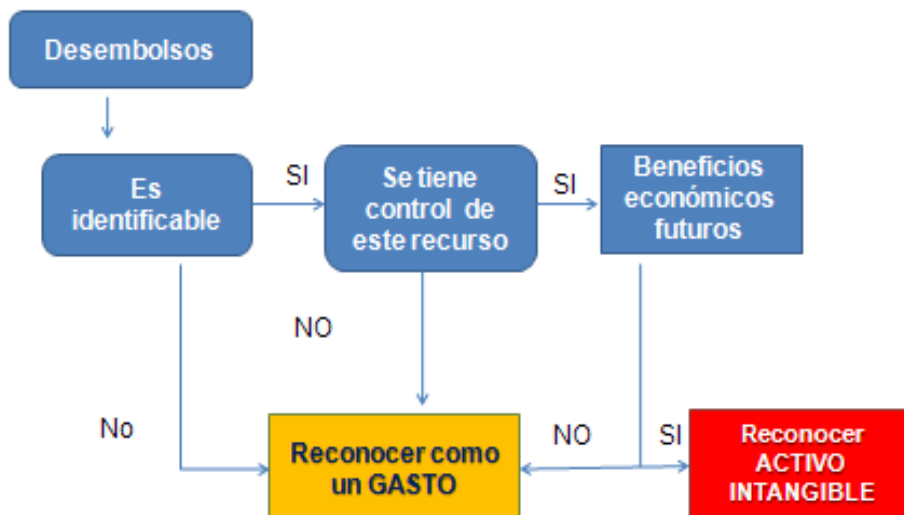 Desembolsos
Es
identificable
SI
Se tiene
control de
este recurso
SI
Beneficios
económicos
futuros
NO
No
Reconocer como
un GASTO
NO
SI
Reconocer
ACTIVO
INTANGIBLE